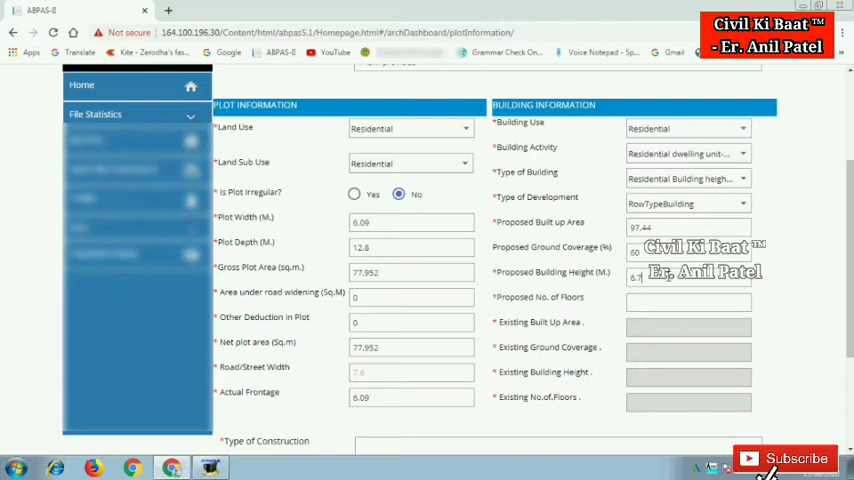 ABPAS-II
Not secure
164.100.196.30/Content/html/abpas5.1/Homepage.html#/archDashboard/plotInformation/
Civil Ki Baat ™
- Er. Anil Patel
Apps
Translate
Kite - Zerodha's fas...
Google
ABPAS-II
YouTube
Grammar Check On...
Voice Notepad - Sp...
Gmail
Home
File Statistics
PLOT INFORMATION
*Land Use
Residential
*Land Sub Use
Residential
* Is Plot Irregular?
Yes
No
*Plot Width (M.)
6.09
*Plot Depth (M.)
12.8
*Gross Plot Area (sq.m.)
77.952
* Area under road widening (Sq.M)
0
* Other Deduction in Plot
0
* Net plot area (Sq.m)
77.952
* Road/Street Width
7.6
* Actual Frontage
6.09
BUILDING INFORMATION
*Building Use
Residential
*Building Activity
Residential dwelling unit-...
*Type of Building
Residential Building heigh...
*Type of Development
RowTypeBuilding
*Proposed Built up Area
97.44
Proposed Ground Coverage (%)
60
*Proposed Building Height (M.)
6.7
Civil Ki Baat ™
Er. Anil Patel
*Proposed No. of Floors
* Existing Built Up Area .
* Existing Ground Coverage .
* Existing Building Height .
* Existing No.of.Floors .
*Type of Construction
Subscribe